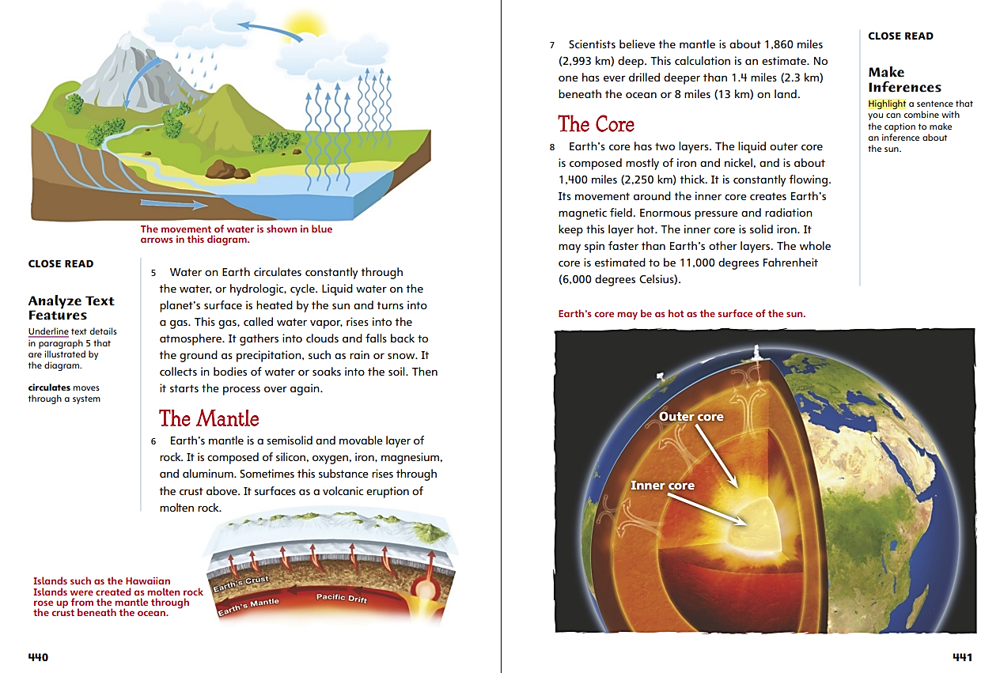 The movement of water is shown in blue
arrows in this diagram.
CLOSE READ
Analyze Text
Features
Underline text details
in paragraph 5 that
are illustrated by
the diagram.
circulates moves
through a system
5 Water on Earth circulates constantly through
the water, or hydrologic, cycle. Liquid water on the
planet's surface is heated by the sun and turns into
a gas. This gas, called water vapor, rises into the
atmosphere. It gathers into clouds and falls back to
the ground as precipitation, such as rain or snow. It
collects in bodies of water or soaks into the soil. Then
it starts the process over again.
The Mantle
6 Earth's mantle is a semisolid and movable layer of
rock. It is composed of silicon, oxygen, iron, magnesium,
and aluminum. Sometimes this substance rises through
the crust above. It surfaces as a volcanic eruption of
molten rock.
Islands such as the Hawaiian
Islands were created as molten rock
rose up from the mantle through
the crust beneath the ocean.
Earth's Crust
Earth's Mantle
Pacific Drift
440
7 Scientists believe the mantle is about 1,860 miles
(2,993 km) deep. This calculation is an estimate. No
one has ever drilled deeper than 1.4 miles (2.3 km)
beneath the ocean or 8 miles (13 km) on land.
The Core
8 Earth's core has two layers. The liquid outer core
is composed mostly of iron and nickel, and is about
1,400 miles (2,250 km) thick. It is constantly flowing.
Its movement around the inner core creates Earth's
magnetic field. Enormous pressure and radiation
keep this layer hot. The inner core is solid iron. It
may spin faster than Earth's other layers. The whole
core is estimated to be 11,000 degrees Fahrenheit
(6,000 degrees Celsius).
CLOSE READ
Make
Inferences
Highlight a sentence that
you can combine with
the caption to make
an inference about
the sun.
Earth's core may be as hot as the surface of the sun.
Outer core
Inner core
441